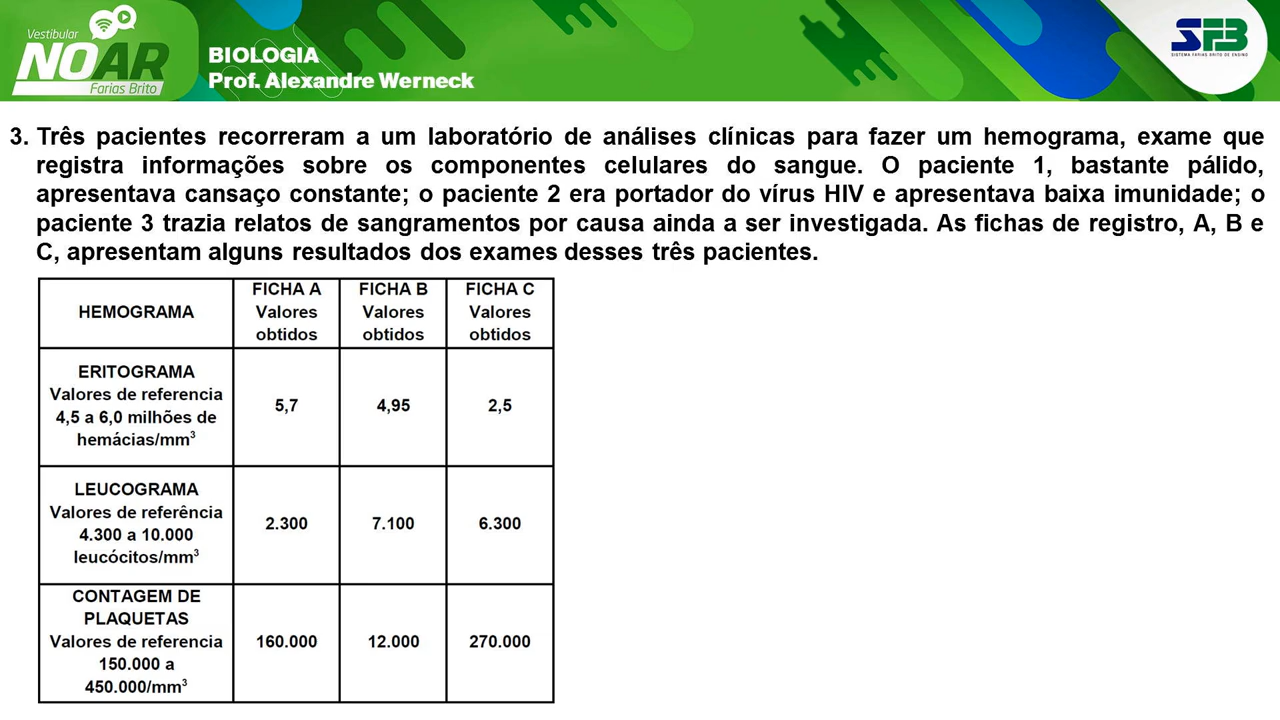 Vestibular
NOAR
Farias Brito
BIOLOGIA
Prof. Alexandre Werneck
SFB
SISTEMA FARIAS BRITO DE ENSINO
3. Três pacientes recorreram a um laboratório de análises clínicas para fazer um hemograma, exame que
registra informações sobre os componentes celulares do sangue. O paciente 1, bastante pálido,
apresentava cansaço constante; o paciente 2 era portador do vírus HIV e apresentava baixa imunidade; o
paciente 3 trazia relatos de sangramentos por causa ainda a ser investigada. As fichas de registro, A, B e
C, apresentam alguns resultados dos exames desses três pacientes.
HEMOGRAMA
FICHA A
Valores
obtidos
FICHA B
Valores
obtidos
FICHA C
Valores
obtidos
ERITOGRAMA
Valores de referencia
4,5 a 6,0 milhões de
hemácias/mm³
5,7
4,95
2,5
LEUCOGRAMA
Valores de referência
4.300 a 10.000
leucócitos/mm³
2.300
7.100
6.300
CONTAGEM DE
PLAQUETAS
Valores de referencia
150.000 a
450.000/mm³
160.000
12.000
270.000